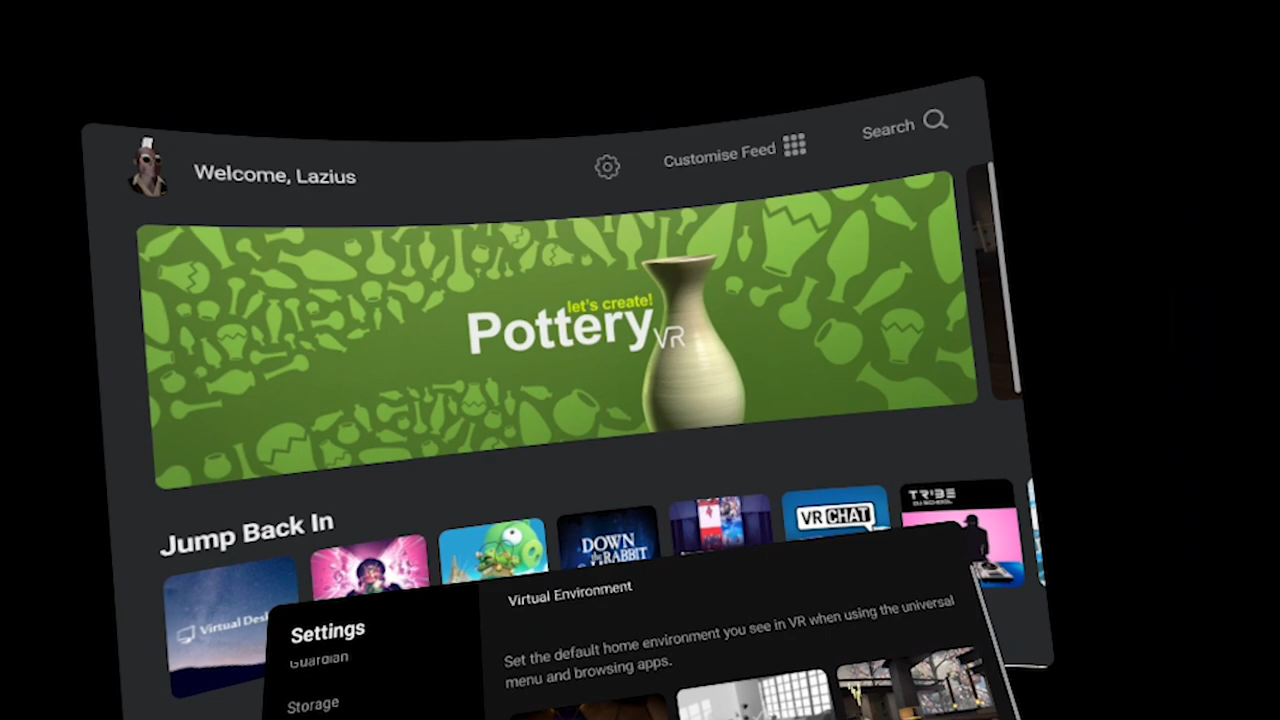 Welcome, Lazius
Customise Feed
Search
let's create!
Pottery VR
Jump Back In
Virtual
DOWN
the RABBIT
VRCHAT
TRIBE
Settings
Guardian
Storage
Virtual Environment
Set the default home environment you see in VR when using the universal
menu and browsing apps.